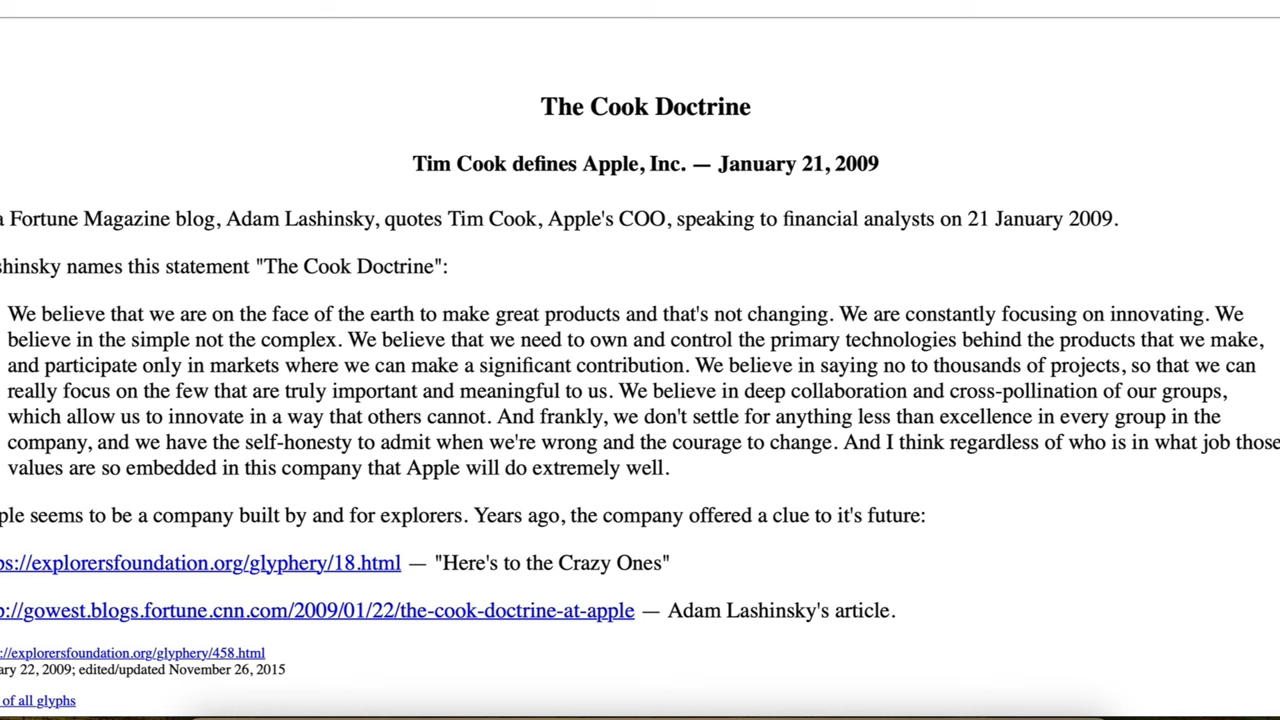 The Cook Doctrine
Tim Cook defines Apple, Inc. — January 21, 2009
a Fortune Magazine blog, Adam Lashinsky, quotes Tim Cook, Apple's COO, speaking to financial analysts on 21 January 2009.
shinsky names this statement "The Cook Doctrine":
We believe that we are on the face of the earth to make great products and that's not changing. We are constantly focusing on innovating. We
believe in the simple not the complex. We believe that we need to own and control the primary technologies behind the products that we make,
and participate only in markets where we can make a significant contribution. We believe in saying no to thousands of projects, so that we can
really focus on the few that are truly important and meaningful to us. We believe in deep collaboration and cross-pollination of our groups,
which allow us to innovate in a way that others cannot. And frankly, we don't settle for anything less than excellence in every group in the
company, and we have the self-honesty to admit when we're wrong and the courage to change. And I think regardless of who is in what job those
values are so embedded in this company that Apple will do extremely well.
ple seems to be a company built by and for explorers. Years ago, the company offered a clue to it's future:
ps://explorersfoundation.org/glyphery/18.html — "Here's to the Crazy Ones"
p://gowest.blogs.fortune.cnn.com/2009/01/22/the-cook-doctrine-at-apple — Adam Lashinsky's article.
://explorersfoundation.org/glyphery/458.html
ary 22, 2009; edited/updated November 26, 2015
of all glyphs